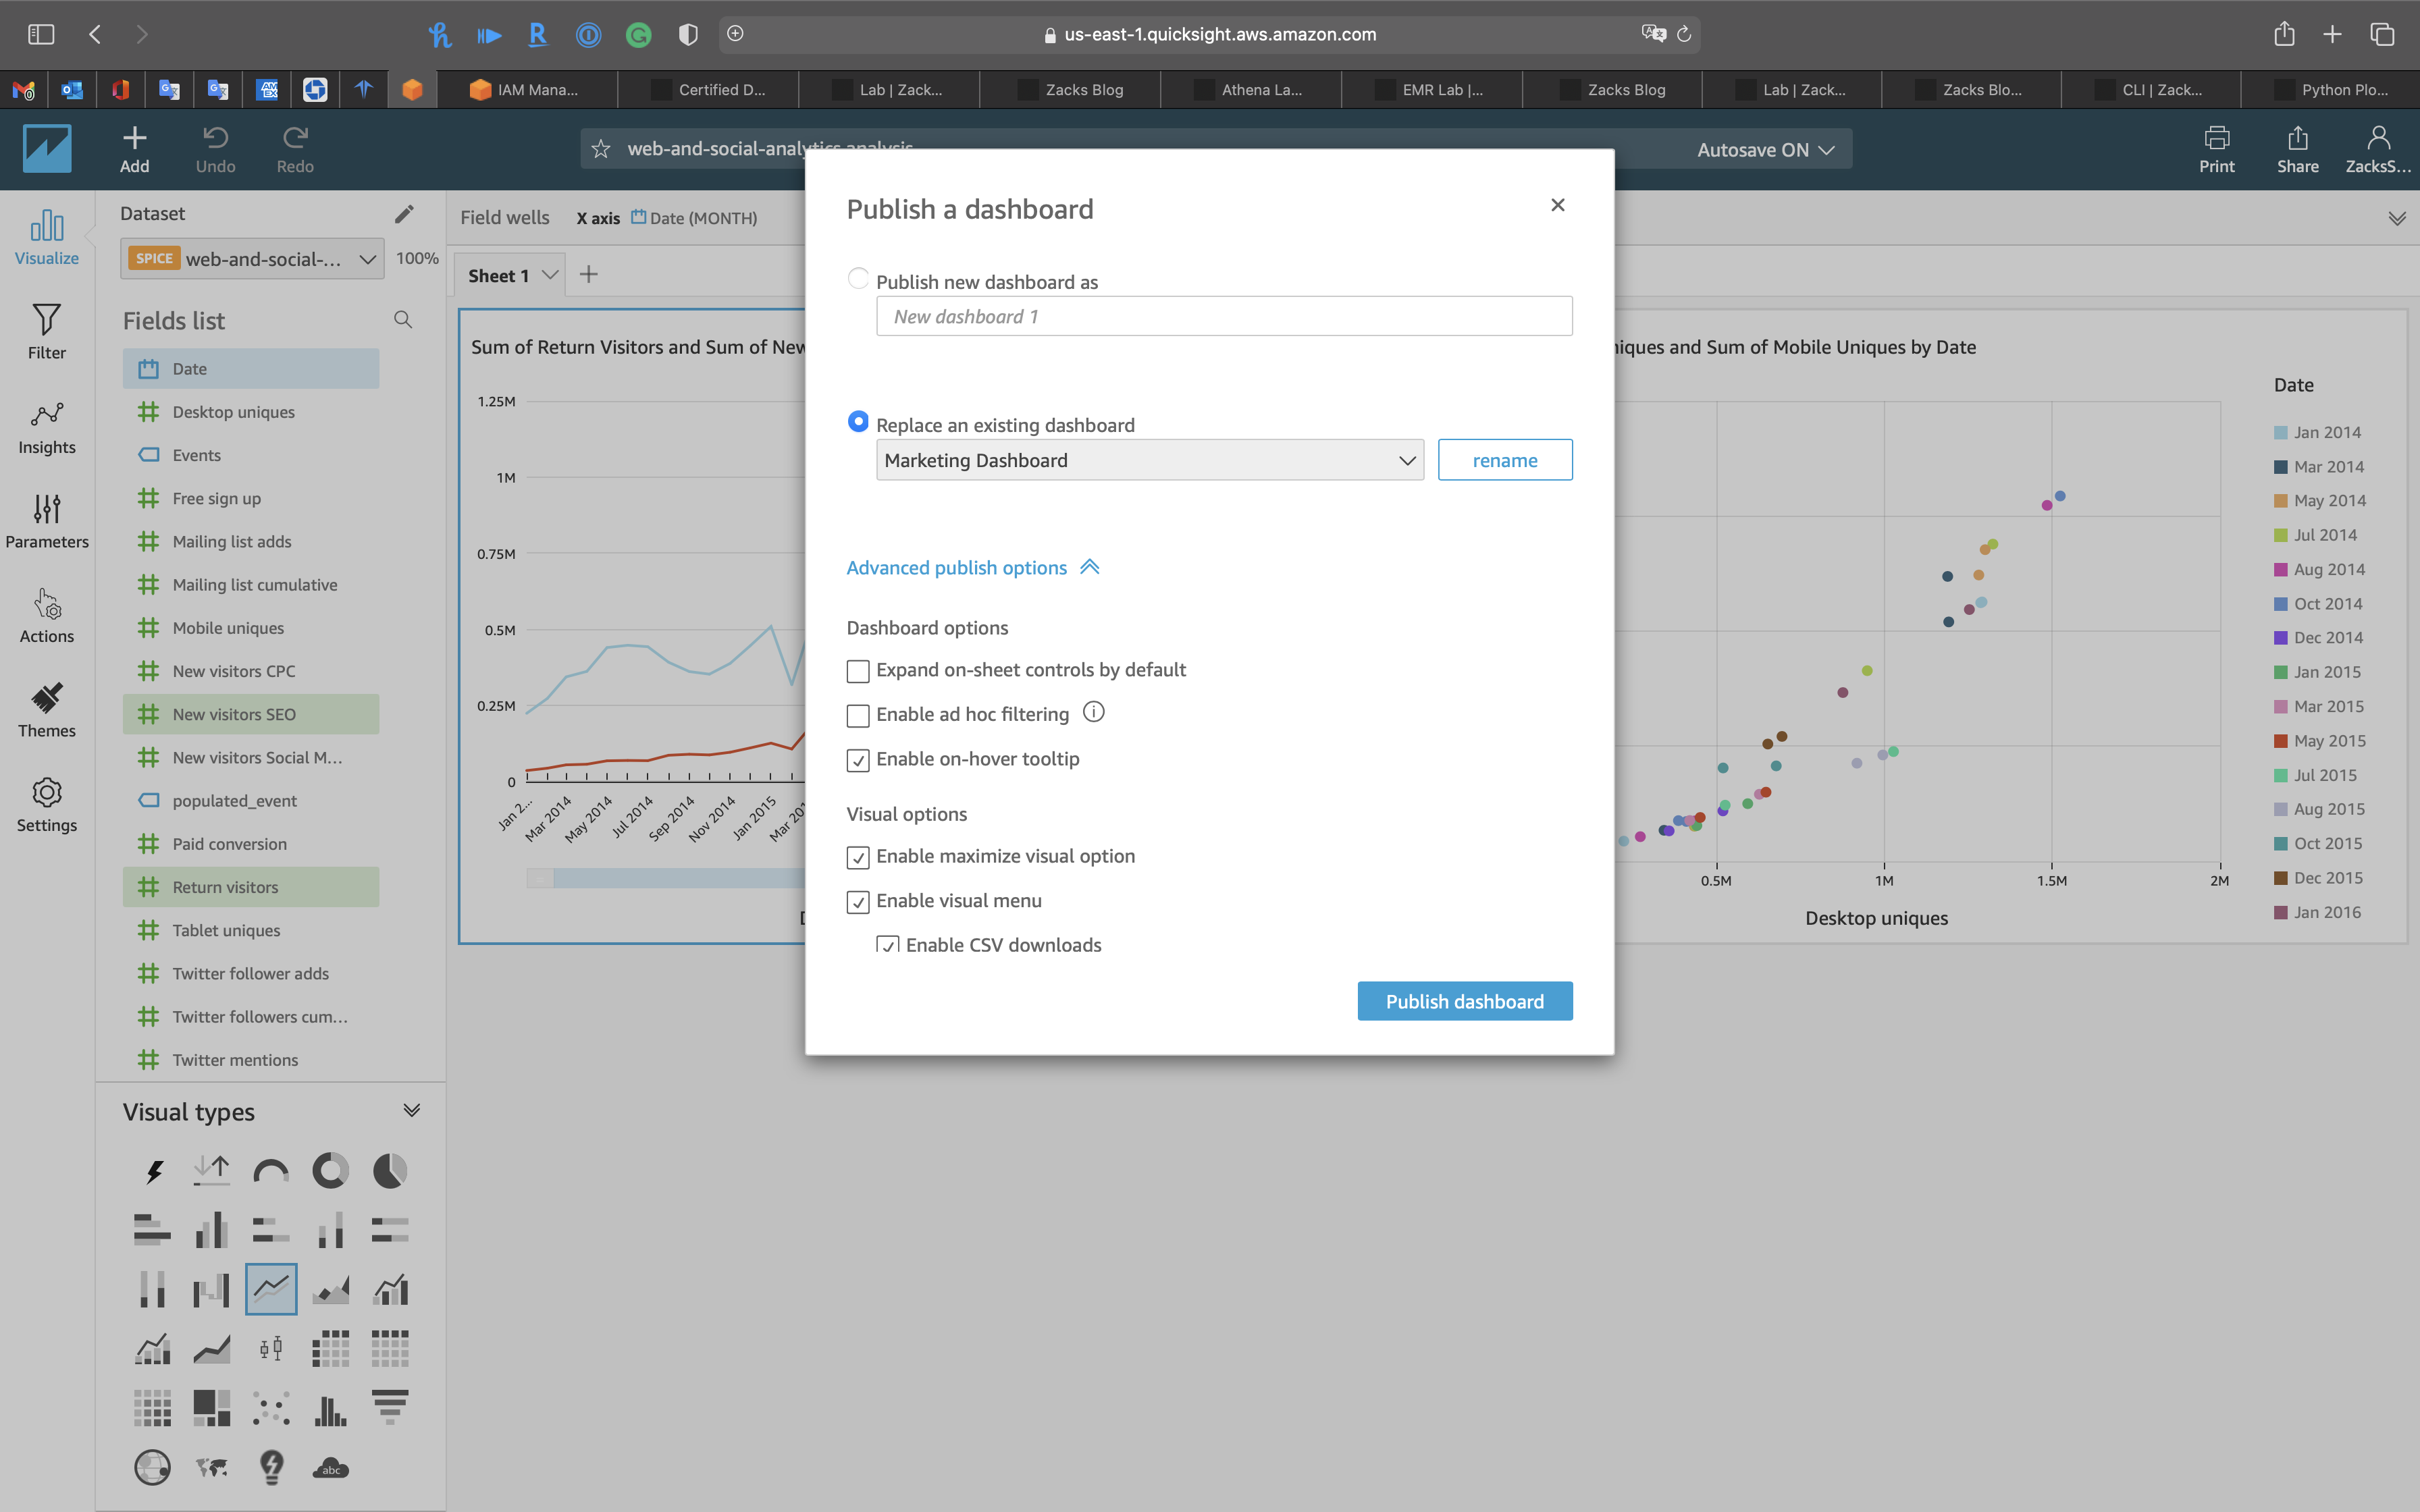 us-east-1.quicksight.aws.amazon.com
IAM Mana...
Certified D...
Lab | Zack...
Zacks Blog
Athena La...
EMR Lab |...
Zacks Blog
Lab | Zack...
Zacks Blo...
CLI | Zack...
Python Plo...
Add
Undo
Redo
web-and-social-analytics analysis
Autosave ON
Print
Share
ZacksS...
Visualize
Filter
Insights
Parameters
Actions
Themes
Settings
Dataset
SPICE web-and-social-... 100%
Fields list
Date
Desktop uniques
Events
Free sign up
Mailing list adds
Mailing list cumulative
Mobile uniques
New visitors CPC
New visitors SEO
New visitors Social M...
populated_event
Paid conversion
Return visitors
Tablet uniques
Twitter follower adds
Twitter followers cum...
Twitter mentions
Visual types
abc
Field wells X axis Date (MONTH)
Sheet 1
Sum of Return Visitors and Sum of New
1.25M
1M
0.75M
0.5M
0.25M
0
Jan 2...
Mar 2014
May 2014
Jul 2014
Sep 2014
Nov 2014
Jan 2015
Mar 20
Publish a dashboard
Publish new dashboard as
New dashboard 1
Replace an existing dashboard
Marketing Dashboard
rename
Advanced publish options
Dashboard options
Expand on-sheet controls by default
Enable ad hoc filtering
Enable on-hover tooltip
Visual options
Enable maximize visual option
Enable visual menu
Enable CSV downloads
Publish dashboard
iques and Sum of Mobile Uniques by Date
0.5M
1M
1.5M
2M
Desktop uniques
Date
Jan 2014
Mar 2014
May 2014
Jul 2014
Aug 2014
Oct 2014
Dec 2014
Jan 2015
Mar 2015
May 2015
Jul 2015
Aug 2015
Oct 2015
Dec 2015
Jan 2016